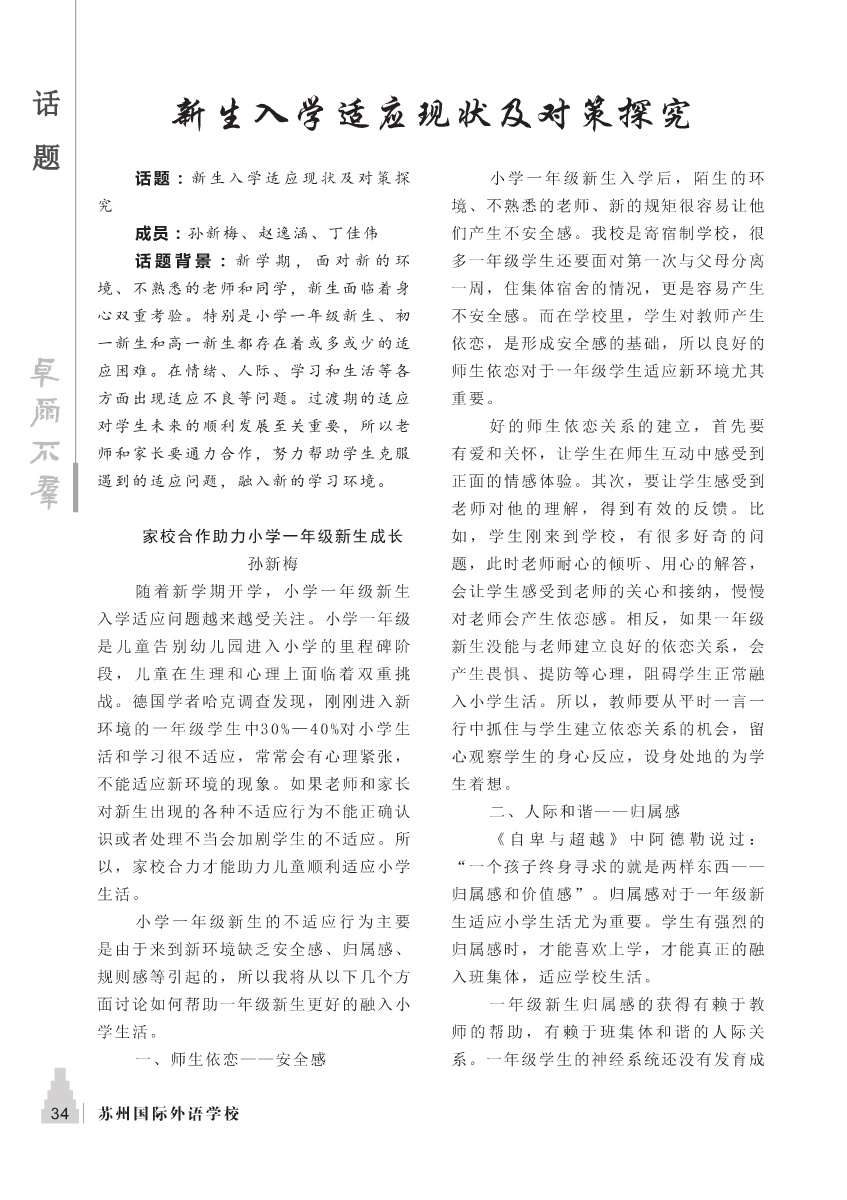 话
题
卓
尔
不
群
新生入学适应现状及对策探究
话题：新生入学适应现状及对策探
究
成员：孙新梅、赵逸涵、丁佳伟
话题背景：新学期，面对新的环
境、不熟悉的老师和同学，新生面临着身
心双重考验。特别是小学一年级新生、初
一新生和高一新生都存在着或多或少的适
应困难。在情绪、人际、学习和生活等各
方面出现适应不良等问题。过渡期的适应
对学生未来的顺利发展至关重要，所以老
师和家长要通力合作，努力帮助学生克服
遇到的适应问题，融入新的学习环境。
家校合作助力小学一年级新生成长
孙新梅
随着新学期开学，小学一年级新生
入学适应问题越来越受关注。小学一年级
是儿童告别幼儿园进入小学的里程碑阶
段，儿童在生理和心理上面临着双重挑
战。德国学者哈克调查发现，刚刚进入新
环境的一年级学生中30%—40%对小学生
活和学习很不适应，常常会有心理紧张，
不能适应新环境的现象。如果老师和家长
对新生出现的各种不适应行为不能正确认
识或者处理不当会加剧学生的不适应。所
以，家校合力才能助力儿童顺利适应小学
生活。
小学一年级新生的不适应行为主要
是由于来到新环境缺乏安全感、归属感、
规则感等引起的，所以我将从以下几个方
面讨论如何帮助一年级新生更好的融入小
学生活。
一、师生依恋——安全感
小学一年级新生入学后，陌生的环
境、不熟悉的老师、新的规矩很容易让他
们产生不安全感。我校是寄宿制学校，很
多一年级学生还要面对第一次与父母分离
一周，住集体宿舍的情况，更是容易产生
不安全感。而在学校里，学生对教师产生
依恋，是形成安全感的基础，所以良好的
师生依恋对于一年级学生适应新环境尤其
重要。
好的师生依恋关系的建立，首先要
有爱和关怀，让学生在师生互动中感受到
正面的情感体验。其次，要让学生感受到
老师对他的理解，得到有效的反馈。比
如，学生刚来到学校，有很多好奇的问
题，此时老师耐心的倾听、用心的解答，
会让学生感受到老师的关心和接纳，慢慢
对老师会产生依恋感。相反，如果一年级
新生没能与老师建立良好的依恋关系，会
产生畏惧、提防等心理，阻碍学生正常融
入小学生活。所以，教师要从平时一言一
行中抓住与学生建立依恋关系的机会，留
心观察学生的身心反应，设身处地的为学
生着想。
二、人际和谐——归属感
《自卑与超越》中阿德勒说过：
“一个孩子终身寻求的就是两样东西——
归属感和价值感”。归属感对于一年级新
生适应小学生活尤为重要。学生有强烈的
归属感时，才能喜欢上学，才能真正的融
入班集体，适应学校生活。
一年级新生归属感的获得有赖于教
师的帮助，有赖于班集体和谐的人际关
系。一年级学生的神经系统还没有发育成
34 苏州国际外语学校